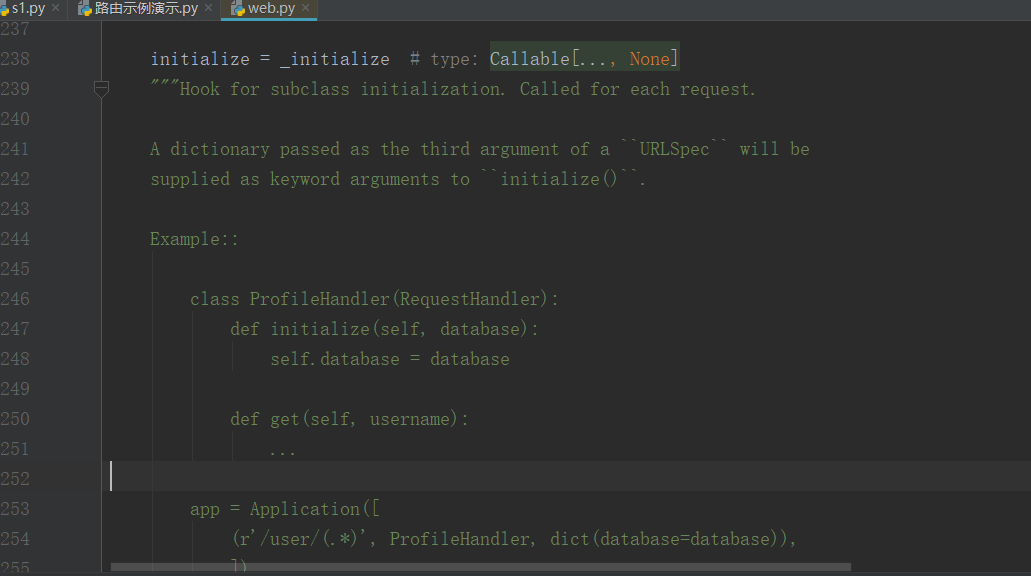 s1.py
路由示例演示.py
web.py
237
238 initialize = _initialize # type: Callable[..., None]
239 """Hook for subclass initialization. Called for each request.
240
241 A dictionary passed as the third argument of a ``URLSpec`` will be
242 supplied as keyword arguments to ``initialize()``.
243
244 Example::
245
246 class ProfileHandler(RequestHandler):
247 def initialize(self, database):
248 self.database = database
249
250 def get(self, username):
251 ...
252
253 app = Application([
254 (r'/user/(.*)', ProfileHandler, dict(database=database)),
255 ])